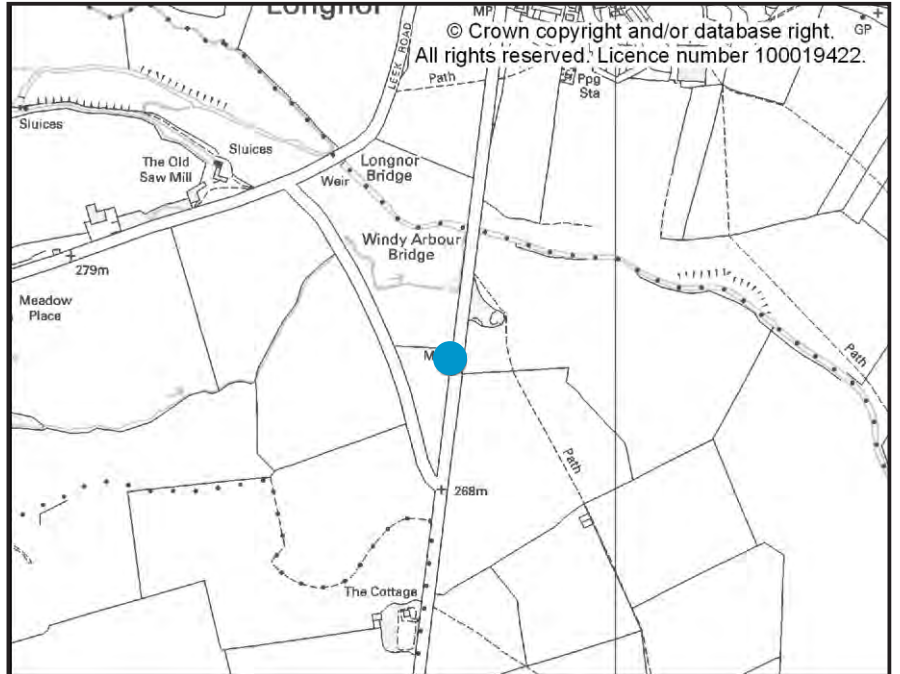 Longnor
MP
© Crown copyright and/or database right.
All rights reserved. Licence number 100019422.
GP
LEEK ROAD
Path
Ppg
Sta
Sluices
Sluices
The Old
Saw Mill
Longnor
Bridge
Weir
Windy Arbour
Bridge
279m
Meadow
Place
M
Path
Path
268m
The Cottage